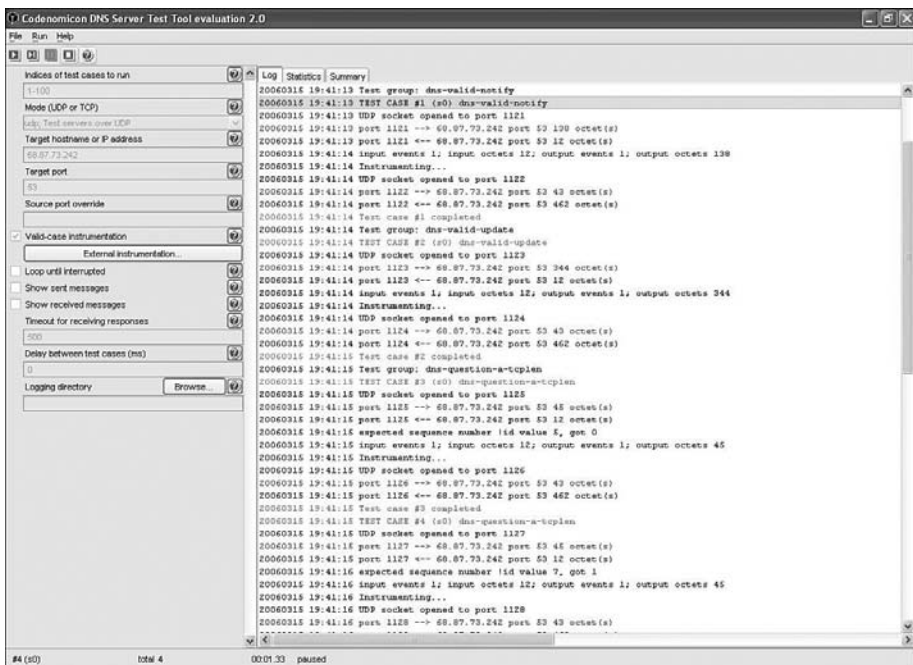 Codenomicon DNS Server Test Tool evaluation 2.0
File Run Help
Indices of test cases to run
1-100
Mode (UDP or TCP)
udp; Test servers over UDP
Target hostname or IP address
68.87.73.242
Target port
53
Source port override
Valid-case instrumentation
External instrumentation...
Loop until interrupted
Show sent messages
Show received messages
Timeout for receiving responses
500
Delay between test cases (ms)
0
Logging directory Browse...
Log Statistics Summary
20060315 19:41:13 Test group: dns-valid-notify
20060315 19:41:13 TEST CASE #1 (s0) dns-valid-notify
20060315 19:41:13 UDP socket opened to port 1121
20060315 19:41:13 port 1121 --> 68.87.73.242 port 53 138 octet(s)
20060315 19:41:13 port 1121 <-- 68.87.73.242 port 53 12 octet(s)
20060315 19:41:14 input events 1; input octets 12; output events 1; output octets 138
20060315 19:41:14 Instrumenting...
20060315 19:41:14 UDP socket opened to port 1122
20060315 19:41:14 port 1122 --> 68.87.73.242 port 53 43 octet(s)
20060315 19:41:14 port 1122 <-- 68.87.73.242 port 53 462 octet(s)
20060315 19:41:14 Test case #1 completed
20060315 19:41:14 Test group: dns-valid-update
20060315 19:41:14 TEST CASE #2 (s0) dns-valid-update
20060315 19:41:14 UDP socket opened to port 1123
20060315 19:41:14 port 1123 --> 68.87.73.242 port 53 344 octet(s)
20060315 19:41:14 port 1123 <-- 68.87.73.242 port 53 12 octet(s)
20060315 19:41:14 input events 1; input octets 12; output events 1; output octets 344
20060315 19:41:14 Instrumenting...
20060315 19:41:14 UDP socket opened to port 1124
20060315 19:41:14 port 1124 --> 68.87.73.242 port 53 43 octet(s)
20060315 19:41:14 port 1124 <-- 68.87.73.242 port 53 462 octet(s)
20060315 19:41:15 Test case #2 completed
20060315 19:41:15 Test group: dns-question-a-tcplen
20060315 19:41:15 TEST CASE #3 (s0) dns-question-a-tcplen
20060315 19:41:15 UDP socket opened to port 1125
20060315 19:41:15 port 1125 --> 68.87.73.242 port 53 45 octet(s)
20060315 19:41:15 port 1125 <-- 68.87.73.242 port 53 12 octet(s)
20060315 19:41:15 expected sequence number !id value 5, got 0
20060315 19:41:15 input events 1; input octets 12; output events 1; output octets 45
20060315 19:41:15 Instrumenting...
20060315 19:41:15 UDP socket opened to port 1126
20060315 19:41:15 port 1126 --> 68.87.73.242 port 53 43 octet(s)
20060315 19:41:15 port 1126 <-- 68.87.73.242 port 53 462 octet(s)
20060315 19:41:15 Test case #3 completed
20060315 19:41:15 TEST CASE #4 (s0) dns-question-a-tcplen
20060315 19:41:15 UDP socket opened to port 1127
20060315 19:41:15 port 1127 --> 68.87.73.242 port 53 45 octet(s)
20060315 19:41:15 port 1127 <-- 68.87.73.242 port 53 12 octet(s)
20060315 19:41:16 expected sequence number !id value 7, got 1
20060315 19:41:16 input events 1; input octets 12; output events 1; output octets 45
20060315 19:41:16 Instrumenting...
20060315 19:41:16 UDP socket opened to port 1128
20060315 19:41:16 port 1128 --> 68.87.73.242 port 53 43 octet(s)
#4 (s0) total 4 00:01.33 paused